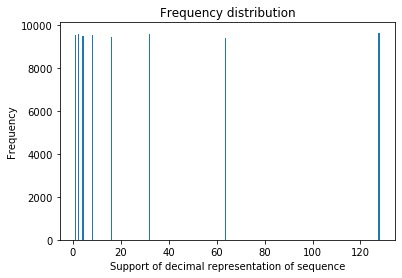 Frequency distribution
10000
8000
6000
4000
2000
0
Frequency
0 20 40 60 80 100 120
Support of decimal representation of sequence